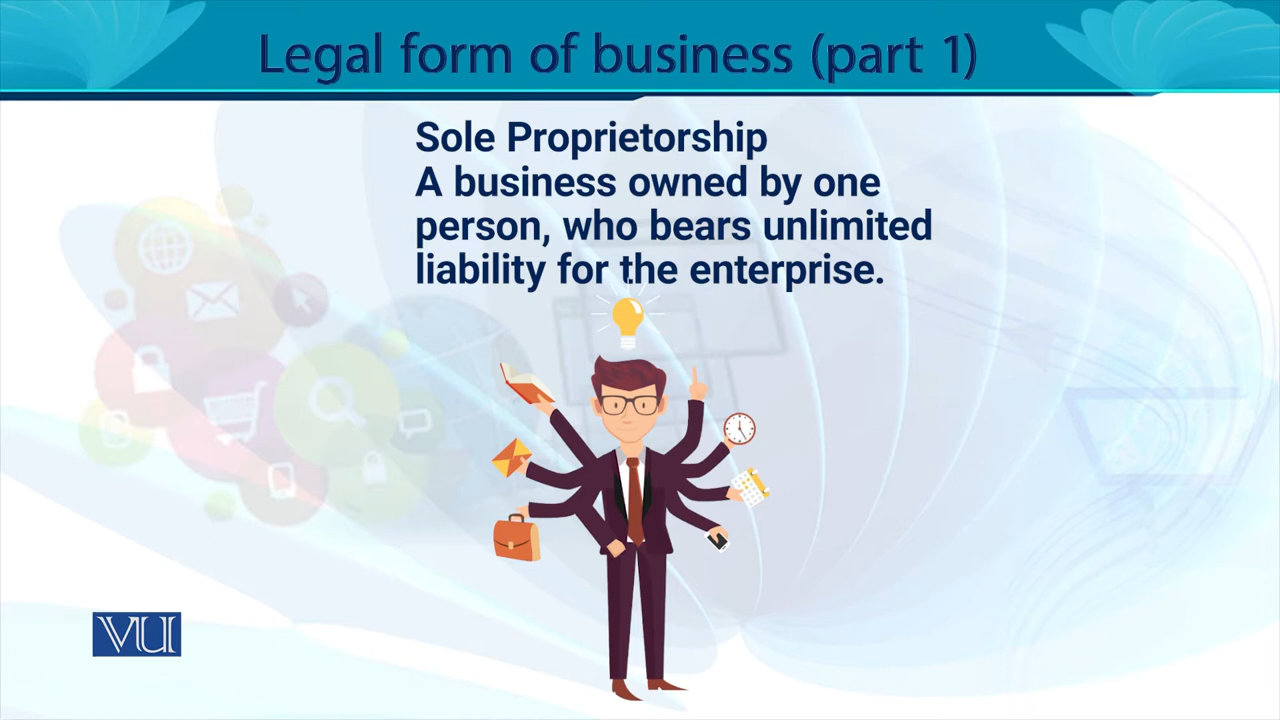 Legal form of business (part 1)
Sole Proprietorship
A business owned by one
person, who bears unlimited
liability for the enterprise.
VU